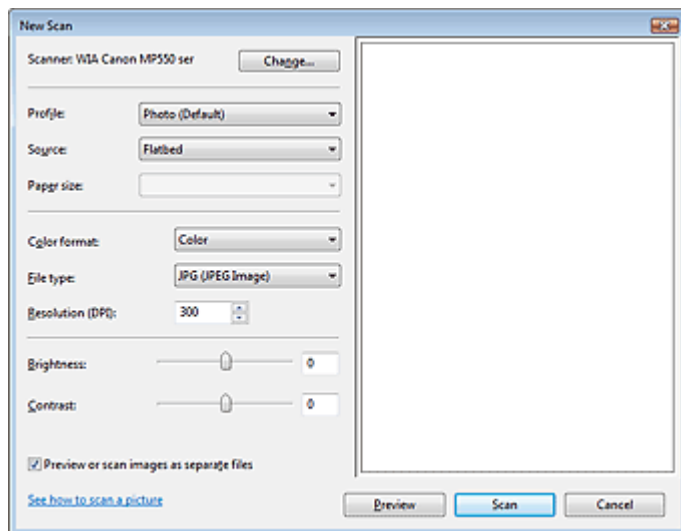 New Scan
Scanner: WIA Canon MP550 ser
Change...
Profile: Photo (Default)
Source: Flatbed
Paper size:
Color format: Color
File type: JPG (JPEG Image)
Resolution (DPI): 300
Brightness: 0
Contrast: 0
Preview or scan images as separate files
See how to scan a picture
Preview Scan Cancel